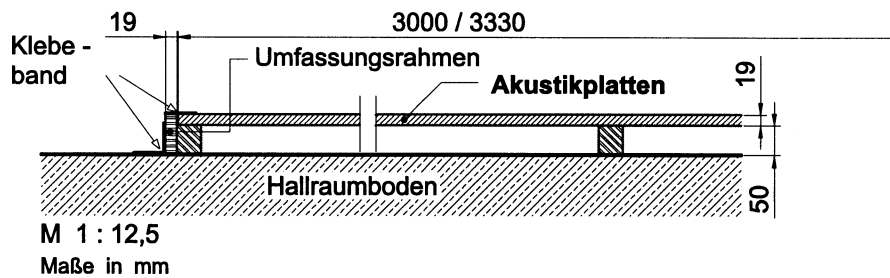 19
3000 / 3330
Klebe -
band
Umfassungsrahmen
Akustikplatten
19
50
Hallraumboden
M 1 : 12,5
Maße in mm